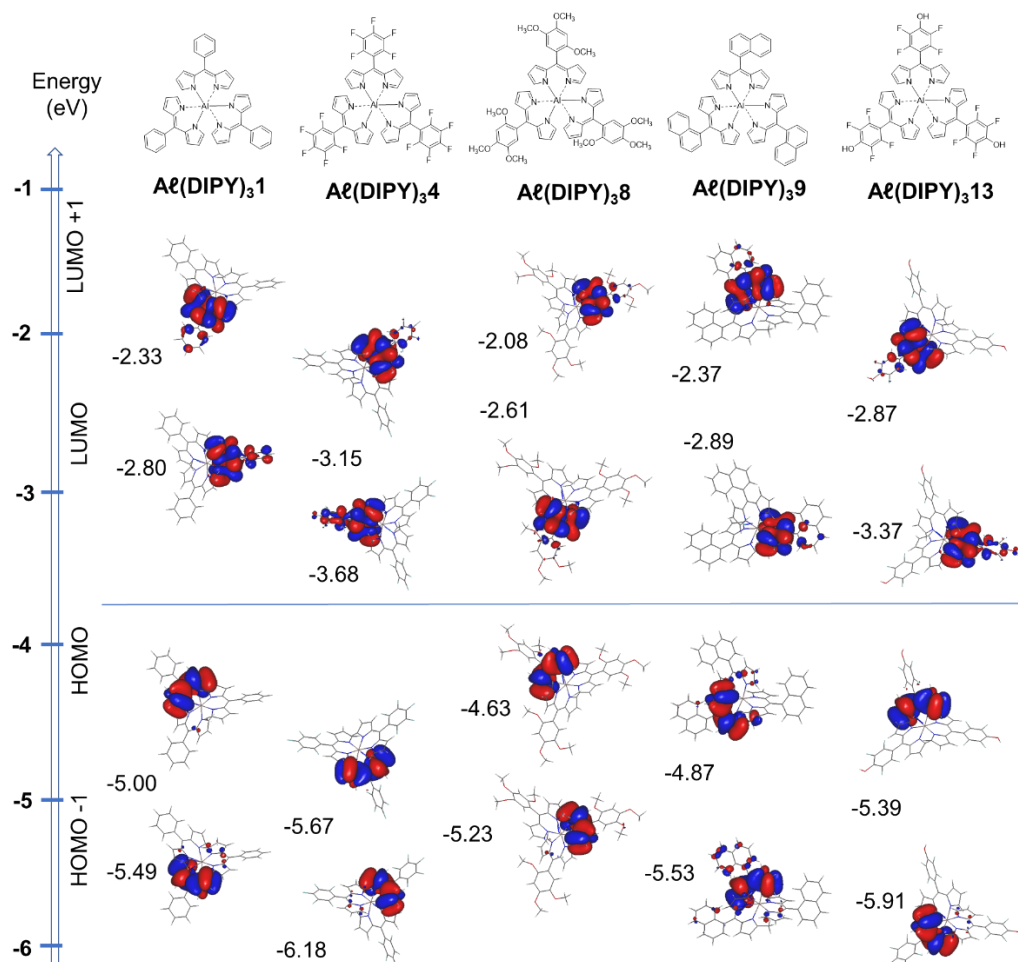 Energy
(eV)
Aℓ(DIPY)₃1
Aℓ(DIPY)₃4
Aℓ(DIPY)₃8
Aℓ(DIPY)₃9
Aℓ(DIPY)₃13
-1
-2
-3
-4
-5
-6
LUMO +1
LUMO
HOMO
HOMO -1
-2.33
-2.80
-5.00
-5.49
-3.15
-3.68
-5.67
-6.18
-2.08
-2.61
-4.63
-5.23
-2.37
-2.89
-4.87
-5.53
-2.87
-3.37
-5.39
-5.91